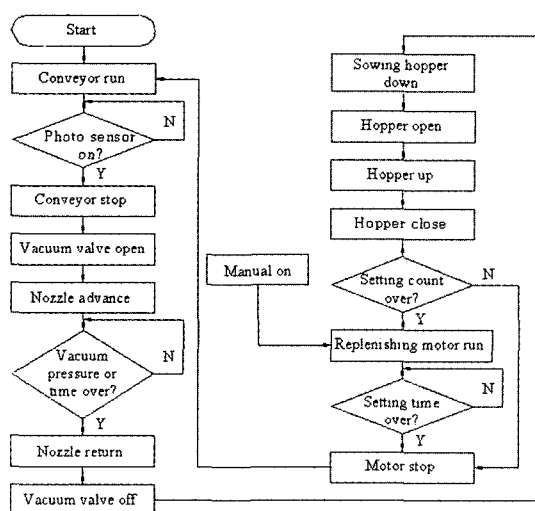 Start
Conveyor run
N
Photo sensor
on?
Y
Conveyor stop
Vacuum valve open
Nozzle advance
N
Vacuum
pressure or
time over?
Y
Nozzle return
Vacuum valve off
Sowing hopper
down
Hopper open
Hopper up
Hopper close
Manual on
Setting count
over?
N
Y
Replenishing motor run
N
Setting time
over?
Y
Motor stop